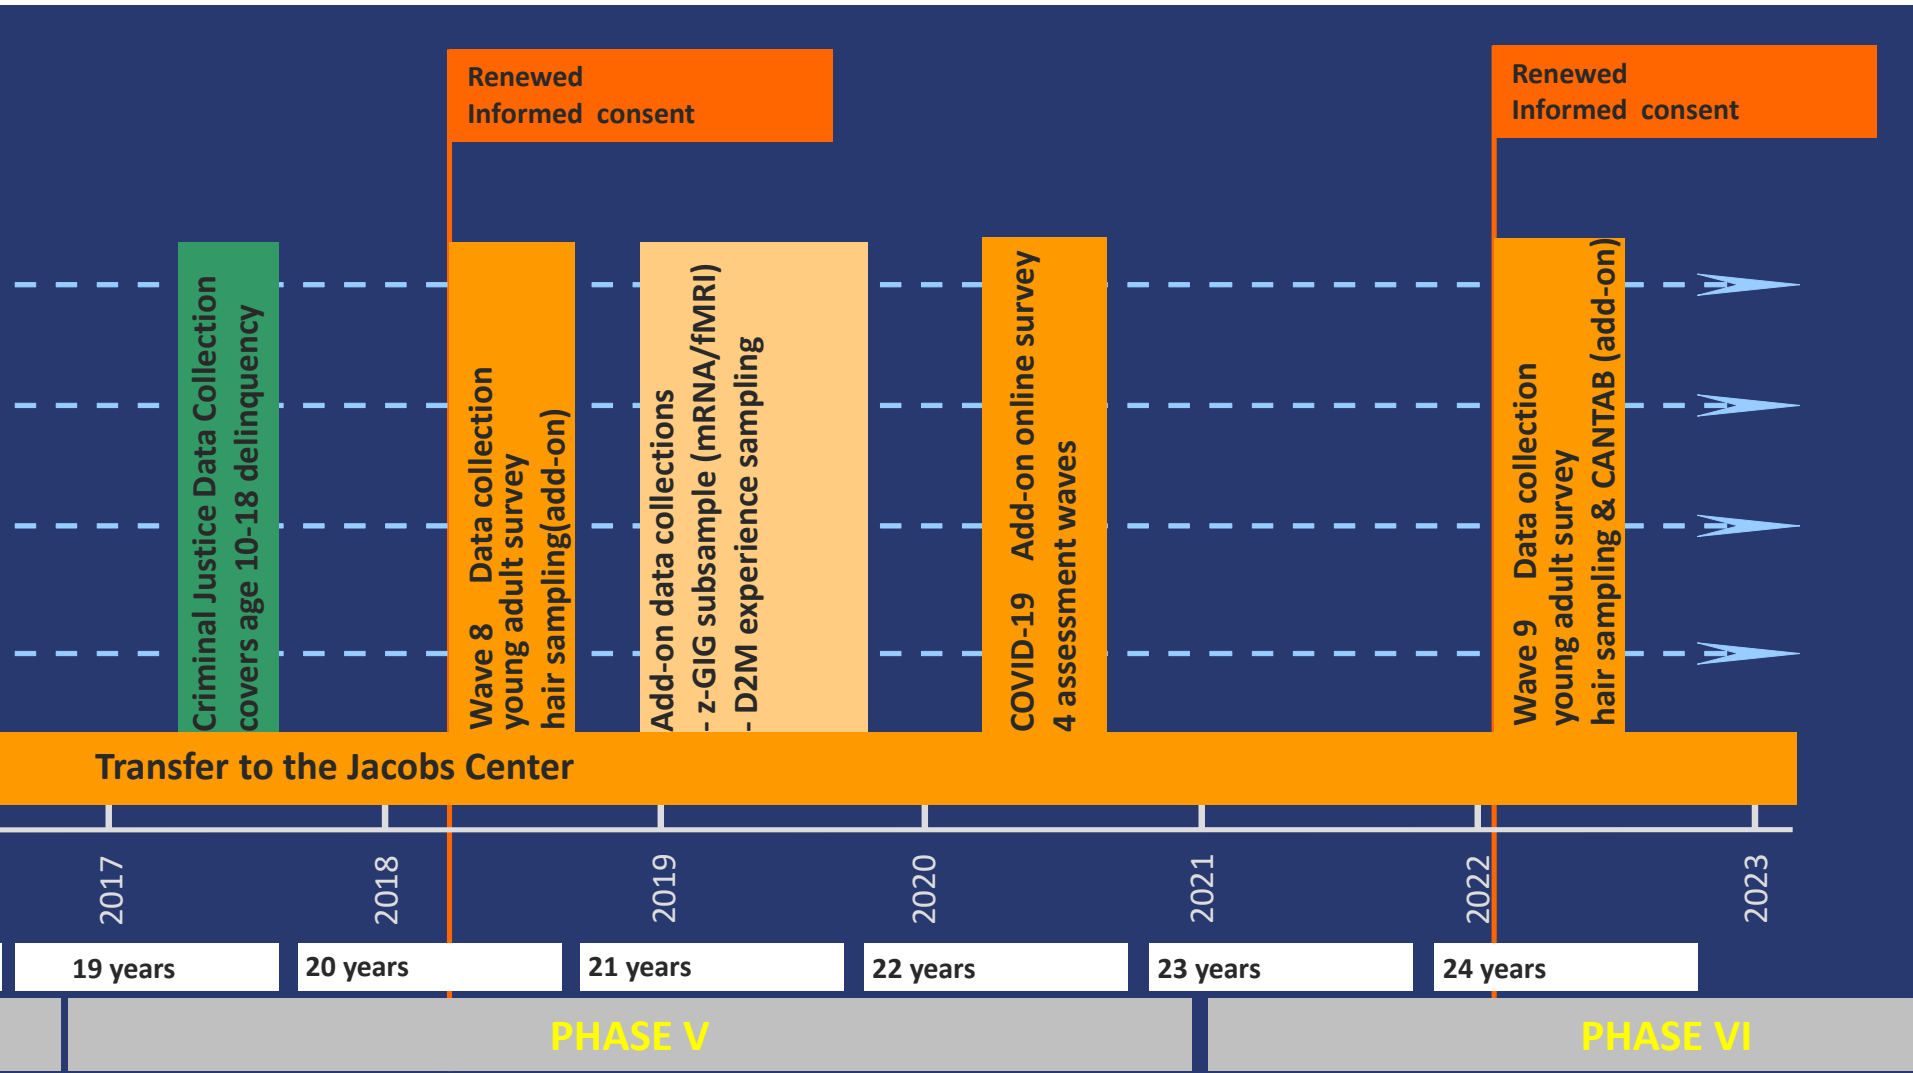 Renewed
Informed consent
Renewed
Informed consent
Criminal Justice Data Collection
covers age 10-18 delinquency
Wave 8 Data collection
young adult survey
hair sampling(add-on)
Add-on data collections
- z-GIG subsample (mRNA/fMRI)
- D2M experience sampling
COVID-19 Add-on online survey
4 assessment waves
Wave 9 Data collection
young adult survey
hair sampling & CANTAB (add-on)
Transfer to the Jacobs Center
2017
2018
2019
2020
2021
2022
2023
19 years
20 years
21 years
22 years
23 years
24 years
PHASE V
PHASE VI